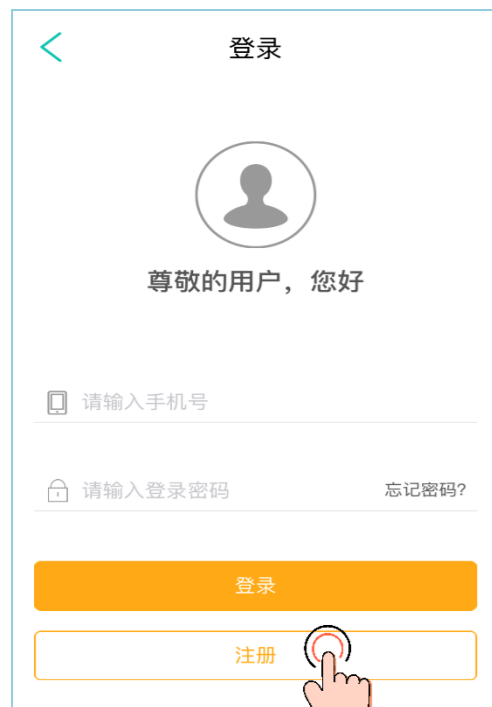 登录
尊敬的用户，您好
请输入手机号
请输入登录密码 忘记密码?
登录
注册